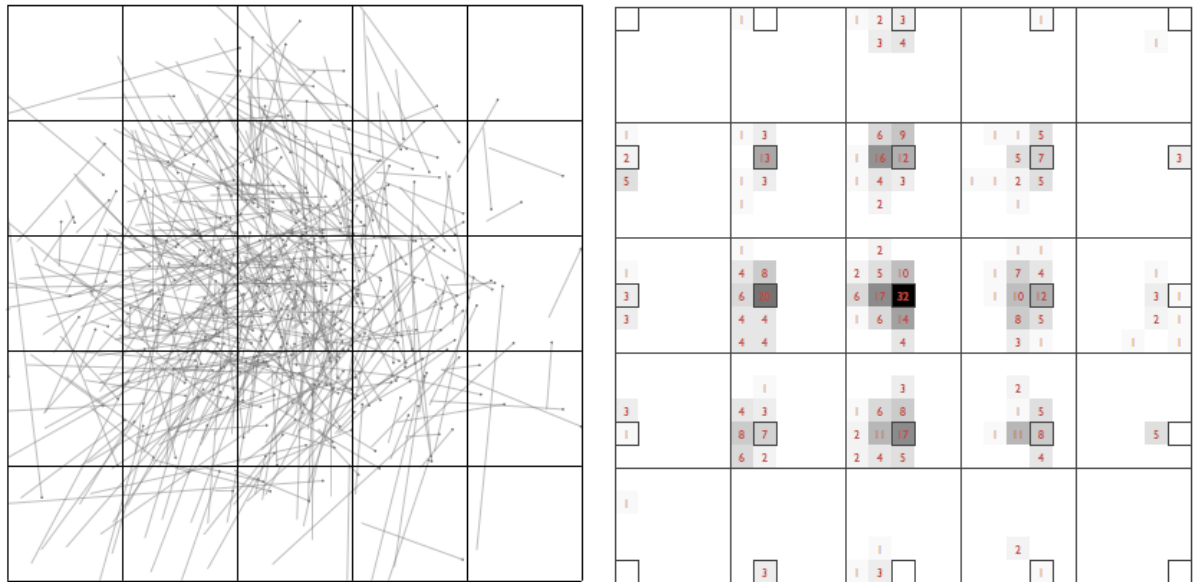 1 1 2 3 1
3 4 1
1 1 3 6 9 1 1 5
2 13 1 16 12 5 7 3
5 1 3 1 4 3 1 1 2 5
1 2 1
1 2 1 1
1 4 8 2 5 10 1 7 4 1
3 6 20 6 17 32 1 10 12 3 1
3 4 4 1 6 14 8 5 2 1
4 4 4 3 1 1 1
1 3 2
3 4 3 1 6 8 1 5
1 8 7 2 11 17 1 11 8 5
6 2 2 4 5 4
1
1 2
3 1 3 1